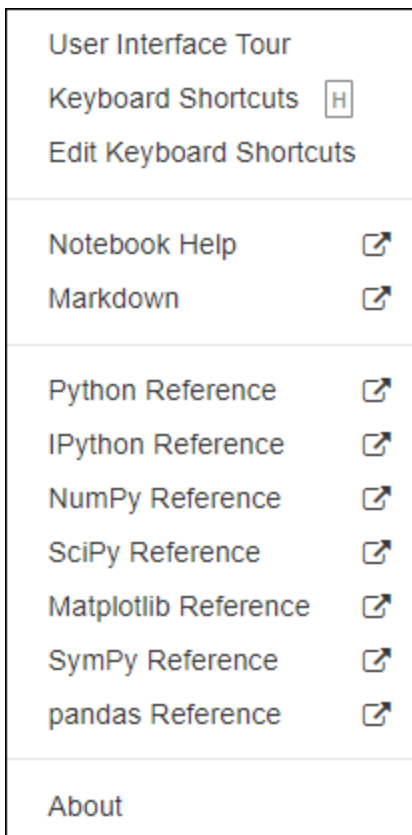 User Interface Tour
Keyboard Shortcuts H
Edit Keyboard Shortcuts
Notebook Help
Markdown
Python Reference
IPython Reference
NumPy Reference
SciPy Reference
Matplotlib Reference
SymPy Reference
pandas Reference
About